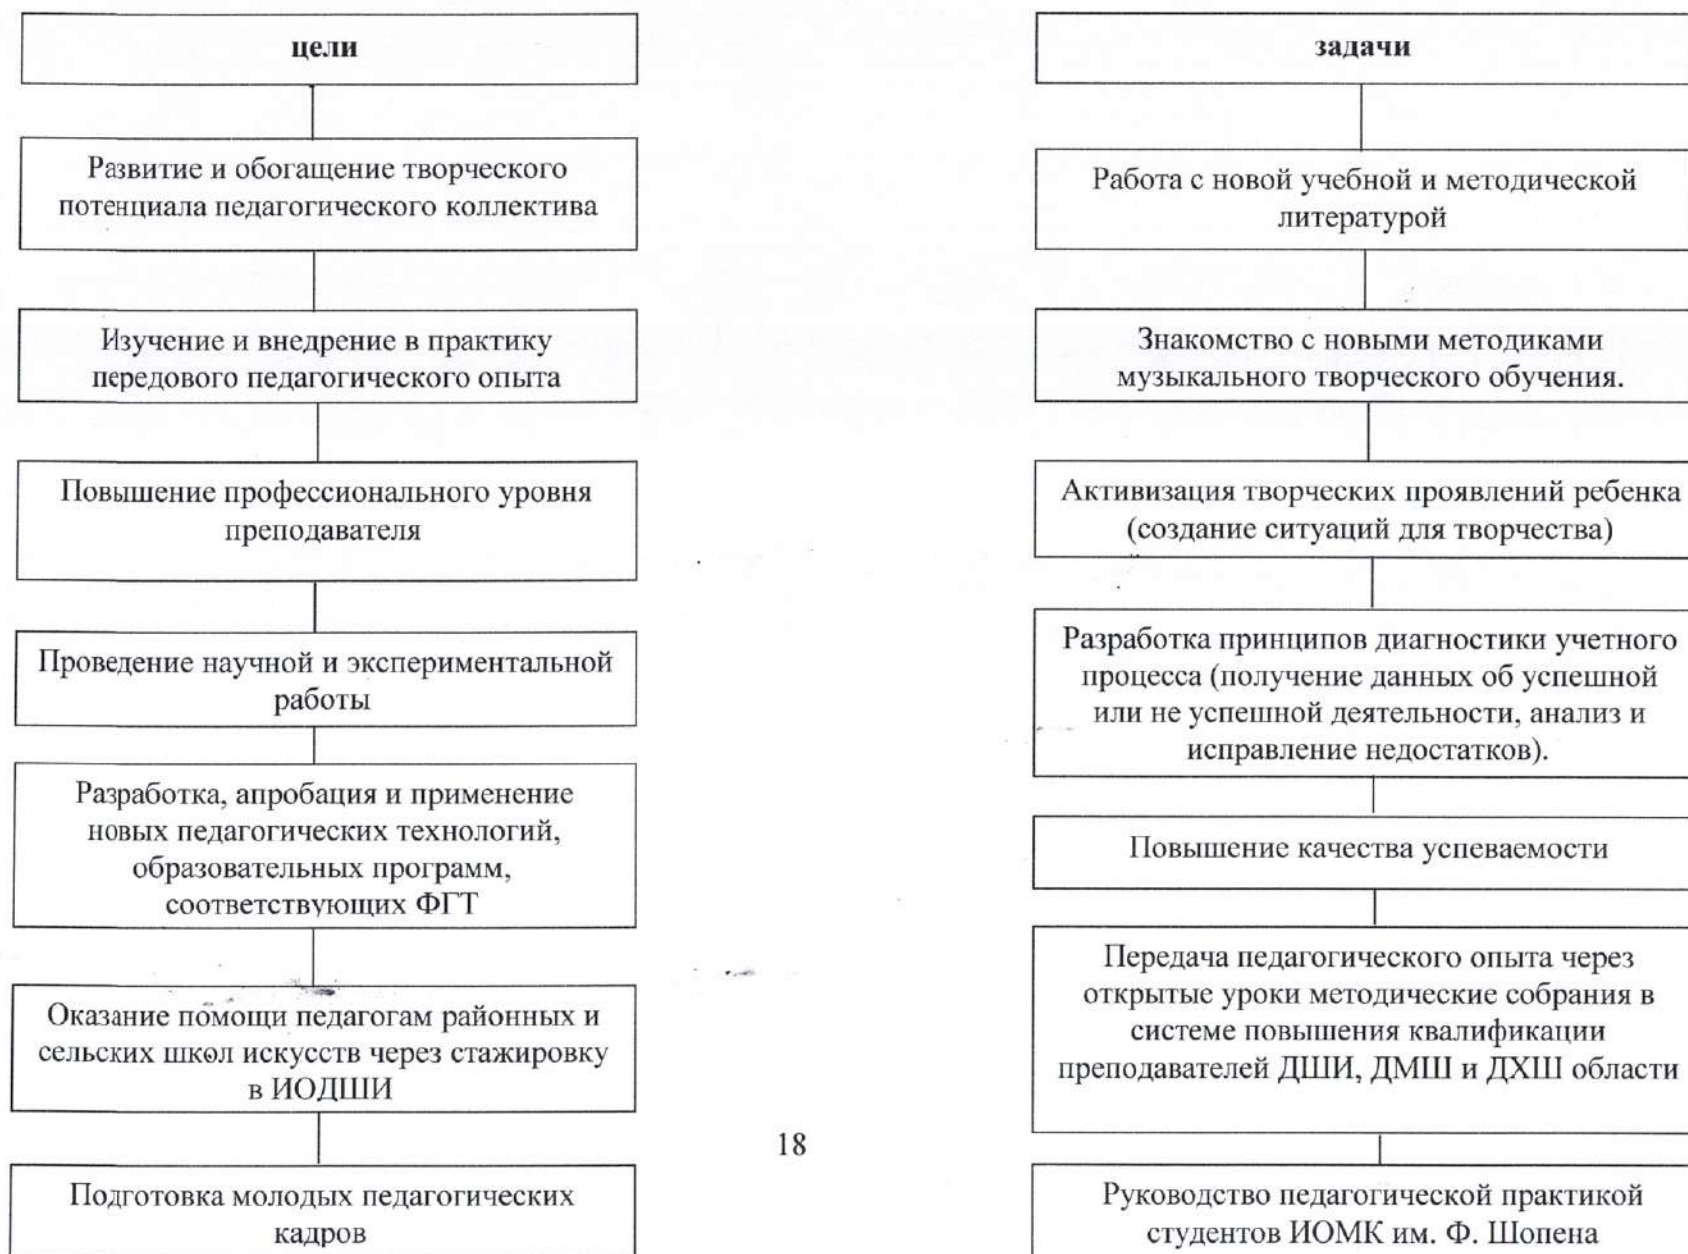 цели
Развитие и обогащение творческого
потенциала педагогического коллектива
Изучение и внедрение в практику
передового педагогического опыта
Повышение профессионального уровня
преподавателя
Проведение научной и экспериментальной
работы
Разработка, апробация и применение
новых педагогических технологий,
образовательных программ,
соответствующих ФГТ
Оказание помощи педагогам районных и
сельских школ искусств через стажировку
в ИОДШИ
Подготовка молодых педагогических
кадров
18
задачи
Работа с новой учебной и методической
литературой
Знакомство с новыми методиками
музыкального творческого обучения.
Активизация творческих проявлений ребенка
(создание ситуаций для творчества)
Разработка принципов диагностики учетного
процесса (получение данных об успешной
или не успешной деятельности, анализ и
исправление недостатков).
Повышение качества успеваемости
Передача педагогического опыта через
открытые уроки методические собрания в
системе повышения квалификации
преподавателей ДШИ, ДМШ и ДХШ области
Руководство педагогической практикой
студентов ИОМК им. Ф. Шопена